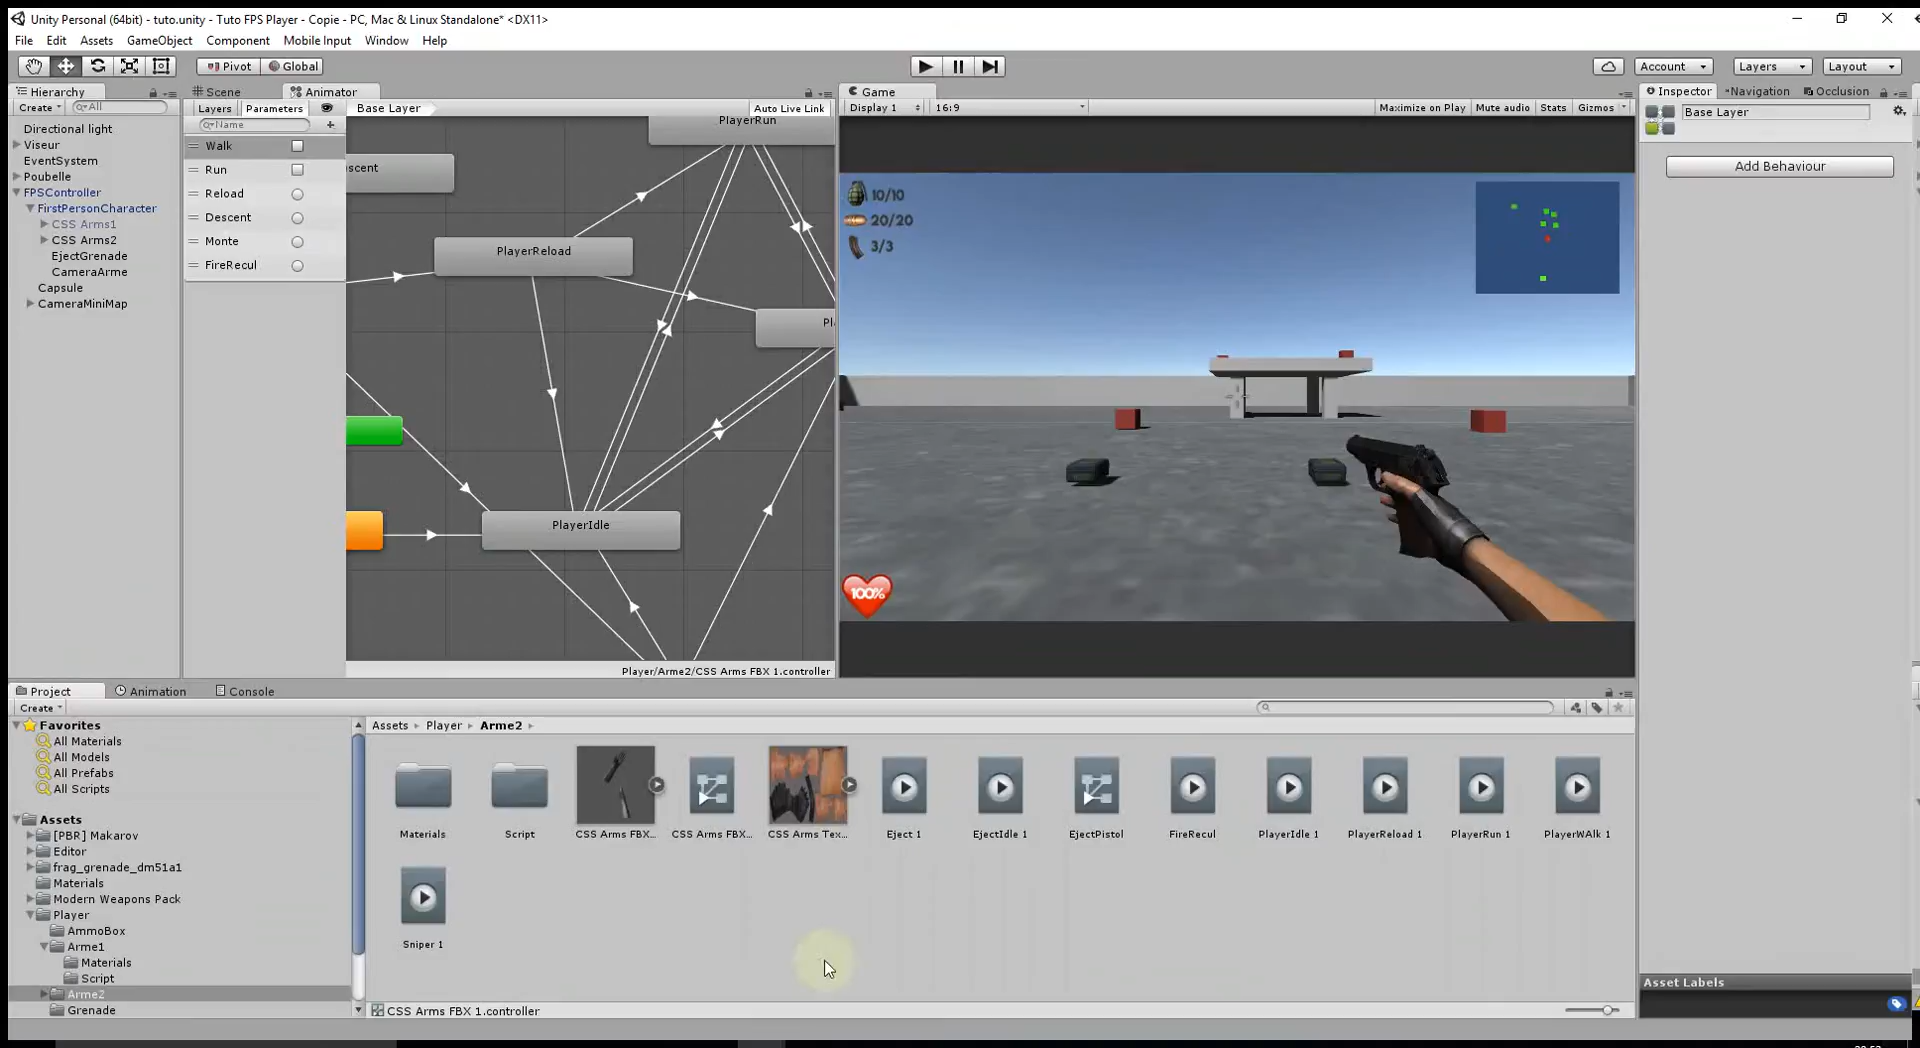 Unity Personal (64bit) - tuto.unity - Tuto FPS Player - Copie - PC, Mac & Linux Standalone* <DX11>
File Edit Assets GameObject Component Mobile Input Window Help
Pivot Global Account Layers Layout
Hierarchy Scene Animator Game Inspector Navigation Occlusion
Create All Layers Parameters Base Layer Auto Live Link Display 1 16:9 Maximize on Play Mute audio Stats Gizmos Base Layer
Name
Directional light
Viseur
EventSystem
Poubelle
FPSController
FirstPersonCharacter
CSS Arms1
CSS Arms2
EjectGrenade
CameraArme
Capsule
CameraMiniMap
Walk
Run
Reload
Descent
Monte
FireRecul
PlayerRun
scent
PlayerReload
Pl
PlayerIdle
Player/Arme2/CSS Arms FBX 1.controller
10/10
20/20
3/3
100%
Add Behaviour
Project Animation Console
Create
Favorites
All Materials
All Models
All Prefabs
All Scripts
Assets
[PBR] Makarov
Editor
frag_grenade_dm51a1
Materials
Modern Weapons Pack
Player
AmmoBox
Arme1
Materials
Script
Arme2
Grenade
Assets Player Arme2
Materials Script CSS Arms FBX... CSS Arms FBX... CSS Arms Tex... Eject 1 EjectIdle 1 EjectPistol FireRecul PlayerIdle 1 PlayerReload 1 PlayerRun 1 PlayerWAlk 1
Sniper 1
CSS Arms FBX 1.controller
Asset Labels